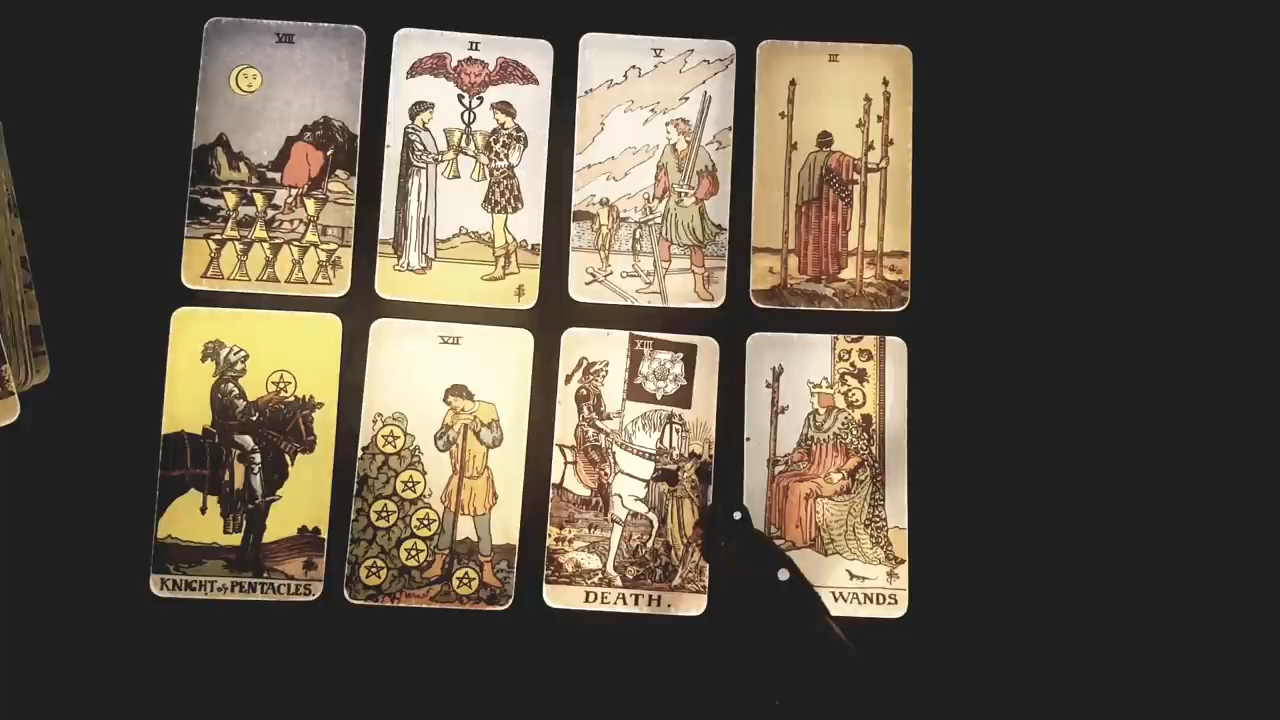 VIII
II
V
III
KNIGHT of PENTACLES.
VII
XIII
DEATH.
WANDS